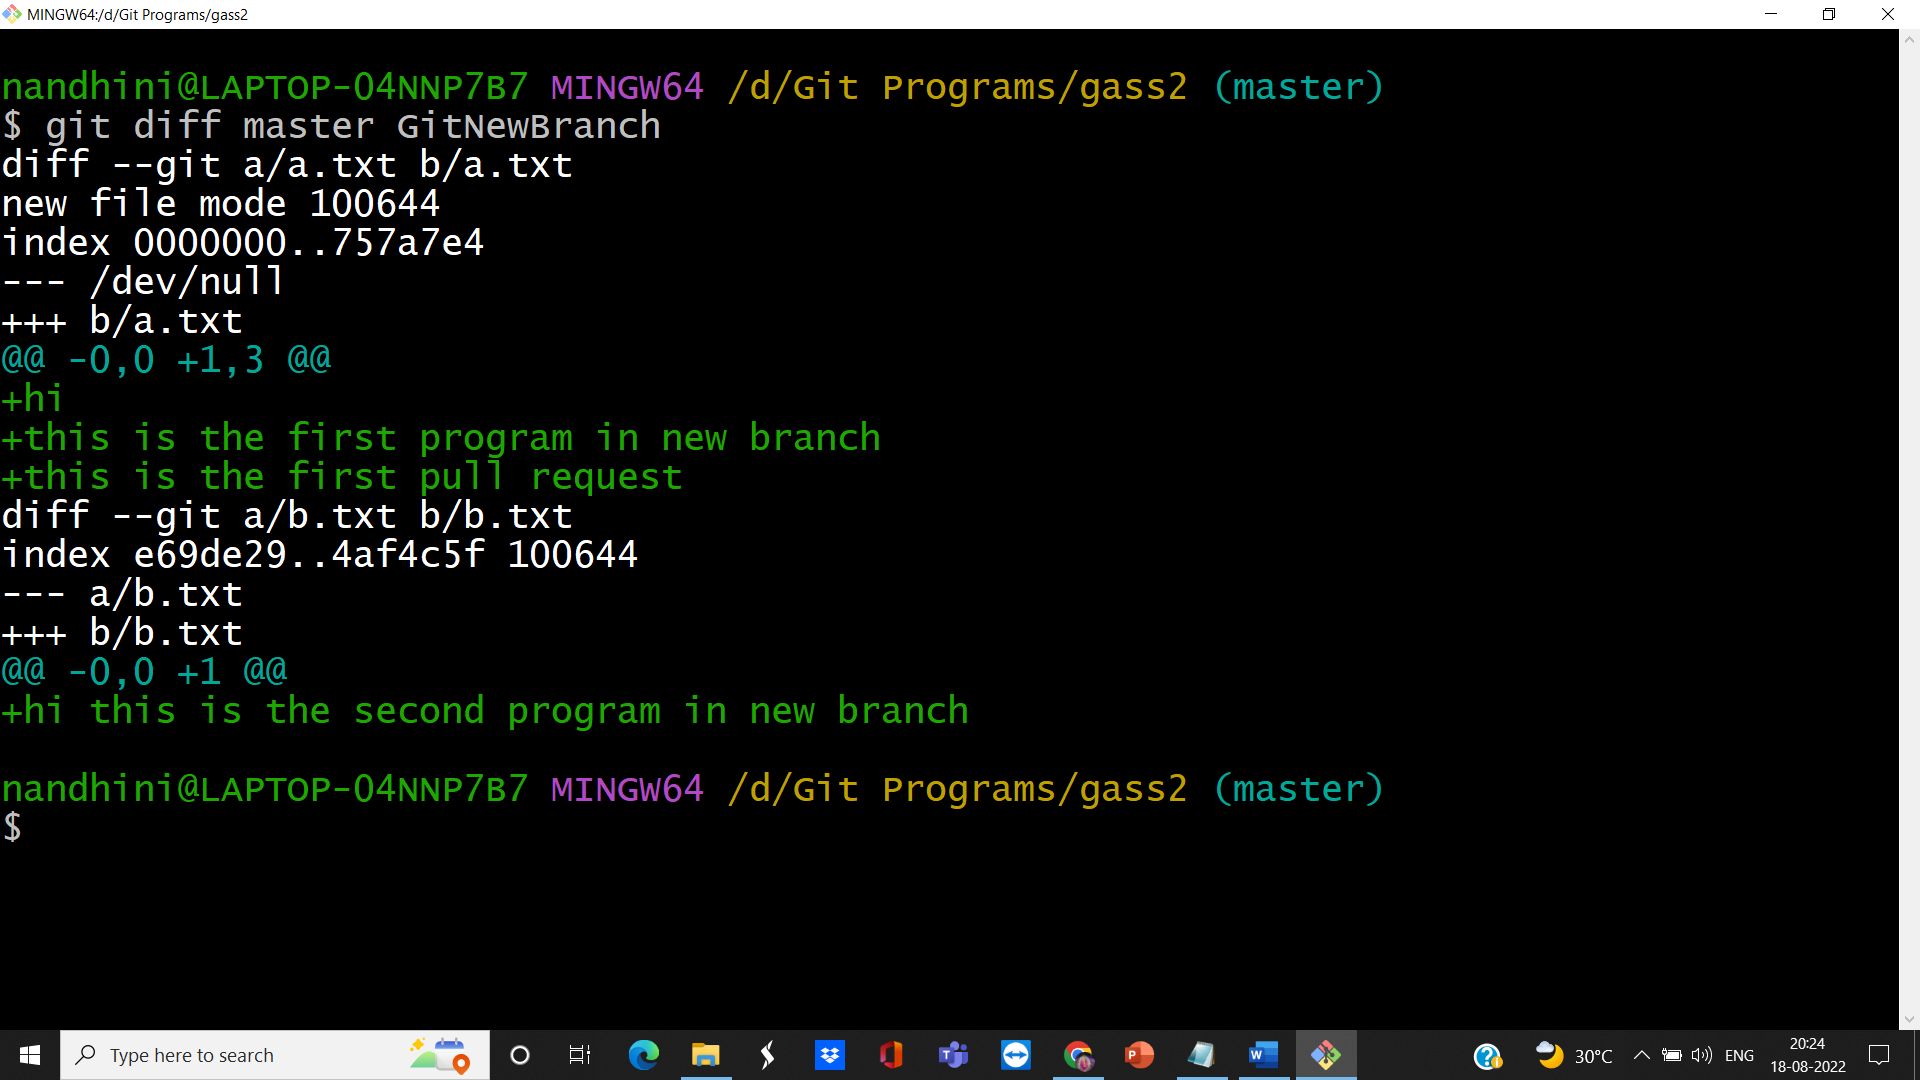 MINGW64:/d/Git Programs/gass2
nandhini@LAPTOP-04NNP7B7 MINGW64 /d/Git Programs/gass2 (master)
$ git diff master GitNewBranch
diff --git a/a.txt b/a.txt
new file mode 100644
index 0000000..757a7e4
--- /dev/null
+++ b/a.txt
@@ -0,0 +1,3 @@
+hi
+this is the first program in new branch
+this is the first pull request
diff --git a/b.txt b/b.txt
index e69de29..4af4c5f 100644
--- a/b.txt
+++ b/b.txt
@@ -0,0 +1 @@
+hi this is the second program in new branch
nandhini@LAPTOP-04NNP7B7 MINGW64 /d/Git Programs/gass2 (master)
$
Type here to search
30°C
ENG
20:24
18-08-2022